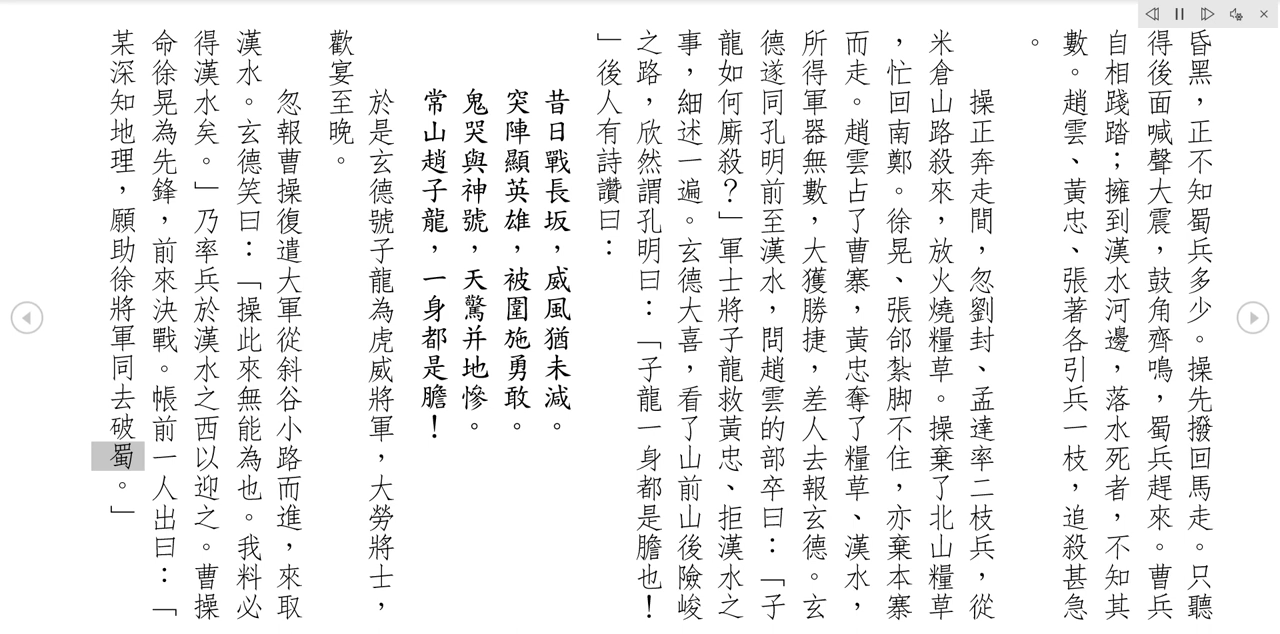 昏黑，正不知蜀兵多少。操先撥回馬走。只聽
得後面喊聲大震，鼓角齊鳴，蜀兵趕來。曹兵
自相踐踏；擁到漢水河邊，落水死者，不知其
數。趙雲、黃忠、張著各引兵一枝，追殺甚急
。
操正奔走間，忽劉封、孟達率二枝兵，從
米倉山路殺來，放火燒糧草。操棄了北山糧草
，忙回南鄭。徐晃、張郃紮脚不住，亦棄本寨
而走。趙雲占了曹寨，黃忠奪了糧草、漢水，
所得軍器無數，大獲勝捷，差人去報玄德。玄
德遂同孔明前至漢水，問趙雲的部卒曰：「子
龍如何廝殺？」軍士將子龍救黃忠、拒漢水之
事，細述一遍。玄德大喜，看了山前山後險峻
之路，欣然謂孔明曰：「子龍一身都是膽也！
」後人有詩讚曰：
昔日戰長坂，威風猶未減。
突陣顯英雄，被圍施勇敢。
鬼哭與神號，天驚并地慘。
常山趙子龍，一身都是膽！
於是玄德號子龍為虎威將軍，大勞將士，
歡宴至晚。
忽報曹操復遣大軍從斜谷小路而進，來取
漢水。玄德笑曰：「操此來無能為也。我料必
得漢水矣。」乃率兵於漢水之西以迎之。曹操
命徐晃為先鋒，前來決戰。帳前一人出曰：「
某深知地理，願助徐將軍同去破蜀。」